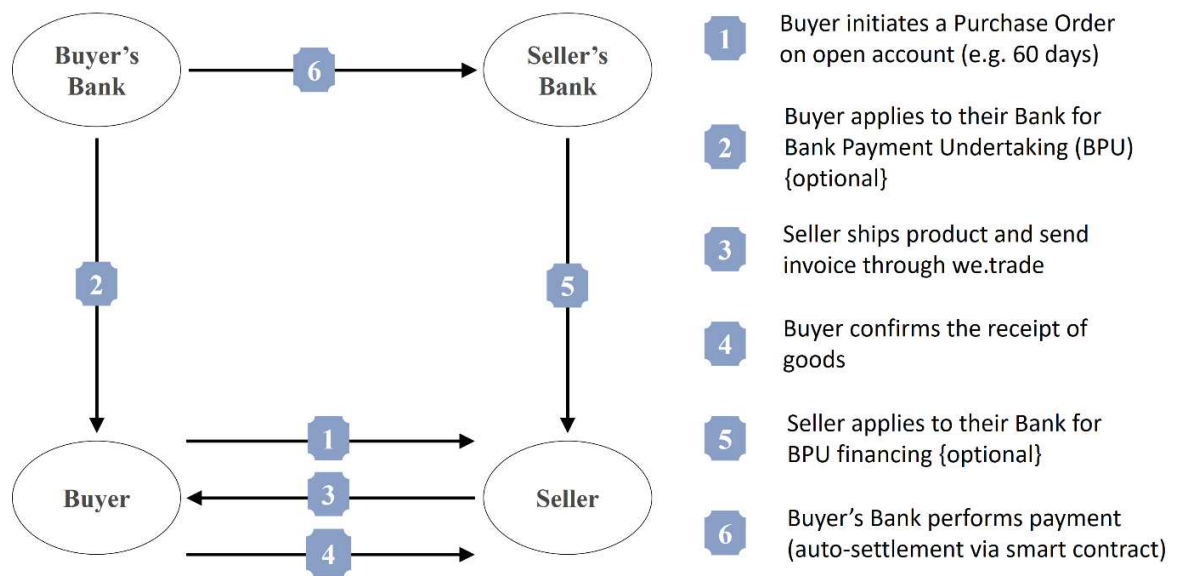 Buyer's
Bank
6
Seller's
Bank
2
5
Buyer
1
3
4
Seller
1
Buyer initiates a Purchase Order
on open account (e.g. 60 days)
2
Buyer applies to their Bank for
Bank Payment Undertaking (BPU)
{optional}
3
Seller ships product and send
invoice through we.trade
4
Buyer confirms the receipt of
goods
5
Seller applies to their Bank for
BPU financing {optional}
6
Buyer's Bank performs payment
(auto-settlement via smart contract)